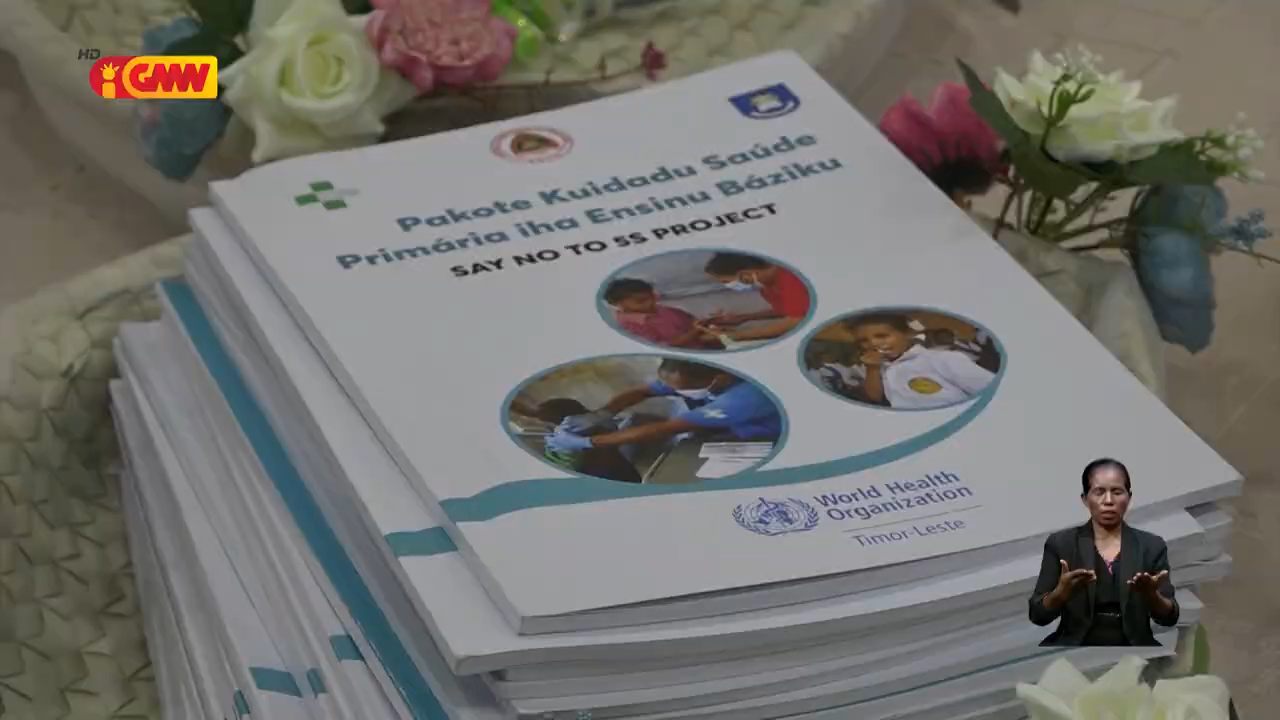 HD
GMN
Pakote Kuidadu Saúde
Primária iha Ensinu Báziku
SAY NO TO 5S PROJECT
World Health
Organization
Timor-Leste